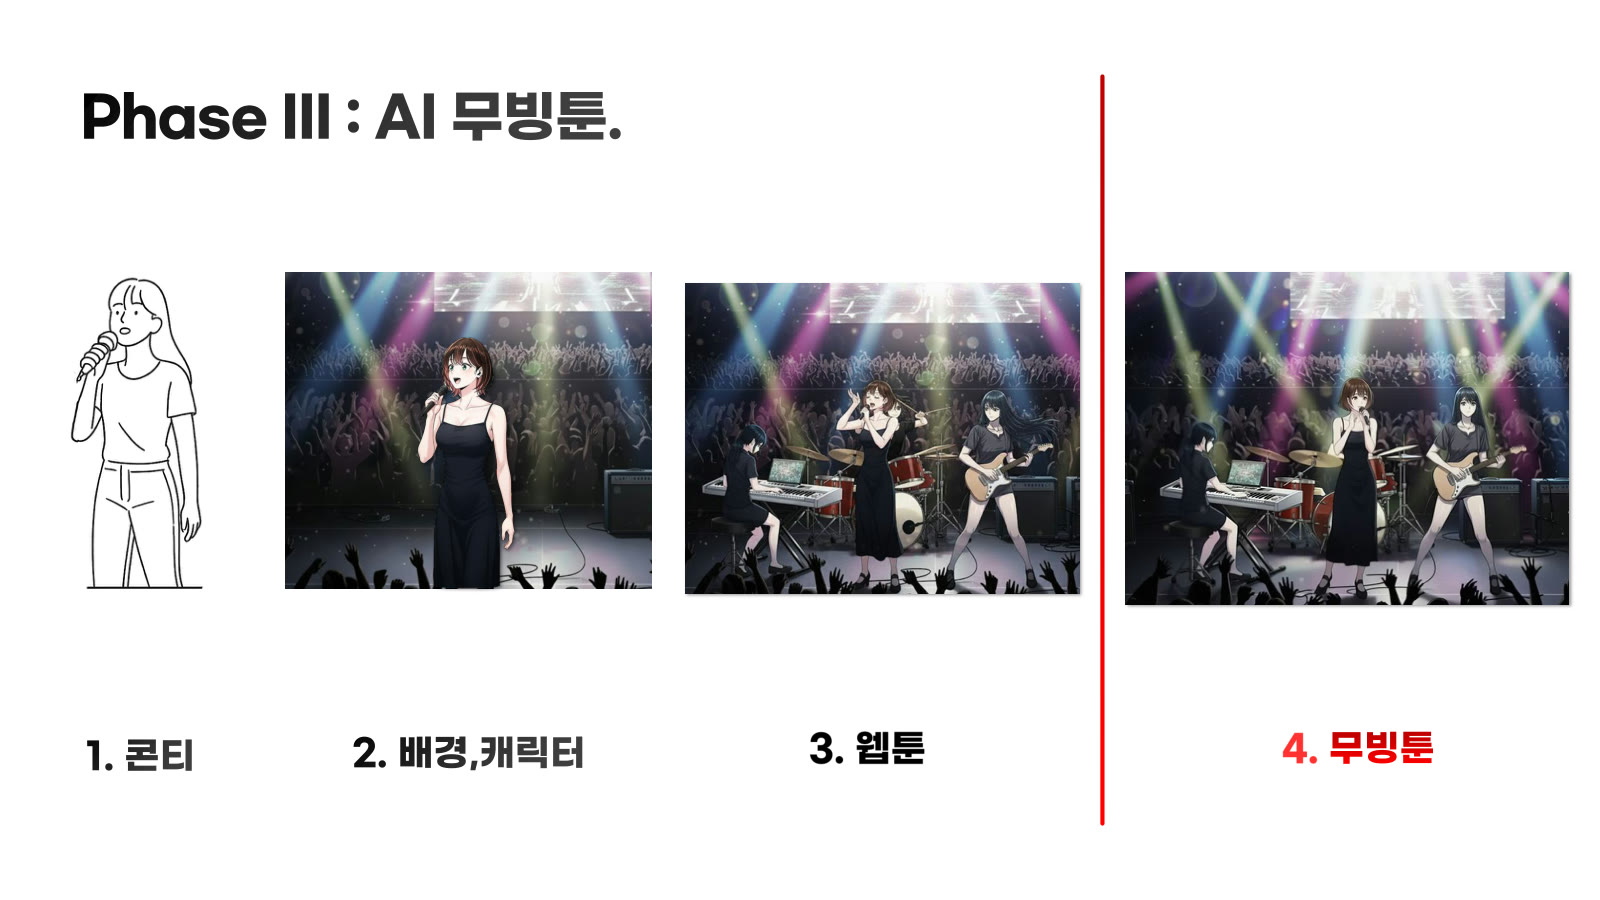 Phase III : AI 무빙툰.
1. 콘티
2. 배경,캐릭터
3. 웹툰
4. 무빙툰